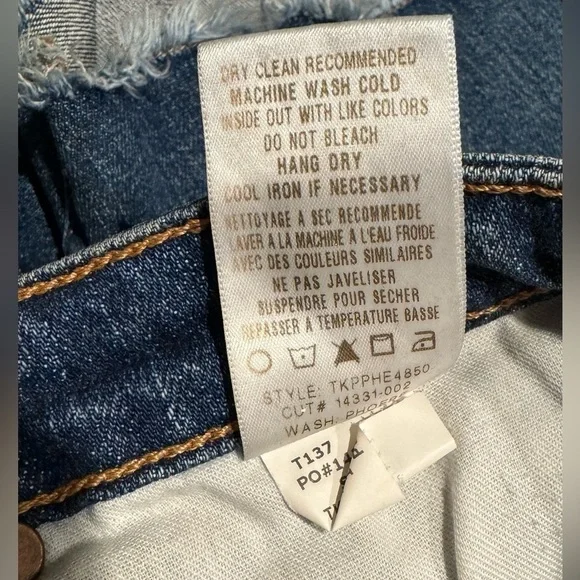 DRY CLEAN RECOMMENDED
MACHINE WASH COLD
INSIDE OUT WITH LIKE COLORS
DO NOT BLEACH
HANG DRY
COOL IRON IF NECESSARY
NETTOYAGE A SEC RECOMMENDE
LAVER A LA MACHINE A L'EAU FROIDE
AVEC DES COULEURS SIMILAIRES
NE PAS JAVELISER
SUSPENDRE POUR SECHER
REPASSER A TEMPERATURE BASSE
STYLE: TKPPHE4850
CUT# 14331-002
WASH:
T137
PO#